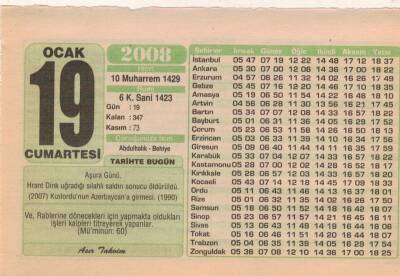 OCAK
19
CUMARTESİ
2008
Hicri
10 Muharrem 1429
Rumi
6 K. Sani 1423
Gün : 19
Kalan : 347
Kasım : 73
Çocuğunuza isim
Abdulhalik - Behiye
TARİHTE BUGÜN
Aşura Günü.
Hrant Dink uğradığı silahlı saldırı sonucu öldürüldü.
(2007) Kızılordu'nun Azerbaycan'a girmesi. (1990)
Ve, Rablerine dönecekleri için yapmakta oldukları
işleri kalpleri titreyerek yaparlar.
(Mü'minun: 60)
Asır Takvim
Şehirler İmsak Güneş Öğle İkindi Akşam Yatsı
İstanbul 05 47 07 19 12 22 14 48 17 12 18 37
Ankara 05 30 07 00 12 08 14 36 17 00 18 22
Erzurum 04 57 06 28 11 32 14 02 16 25 17 48
Gebze 05 45 07 16 12 20 14 46 17 10 18 35
Amasya 05 19 06 50 11 54 14 22 16 46 18 10
Artvin 04 56 06 28 11 30 13 56 16 21 17 45
Bartın 05 34 07 07 12 08 14 33 16 57 18 22
Bayburt 05 01 06 31 11 36 14 05 16 29 17 52
Çorum 05 23 06 53 11 58 14 26 16 50 18 13
Erzincan 05 03 06 33 11 39 14 10 16 34 17 56
Giresun 05 09 06 40 11 44 14 11 16 35 17 59
Karabük 05 33 07 04 12 07 14 33 16 57 18 22
Kastamonu 05 28 07 00 12 02 14 28 16 52 18 17
Kırıkkale 05 28 06 57 12 05 14 33 16 57 18 20
Kocaeli 05 43 07 14 12 18 14 45 17 09 18 33
Ordu 05 11 06 43 11 46 14 13 16 37 18 01
Rize 05 01 06 32 11 35 14 02 16 26 17 50
Samsun 05 18 06 50 11 52 14 18 16 42 18 07
Sinop 05 23 06 56 11 57 14 21 16 45 18 11
Sivas 05 13 06 43 11 49 14 19 16 44 18 06
Tokat 05 16 06 46 11 51 14 20 16 44 18 07
Trabzon 05 04 06 35 11 39 14 05 16 29 17 54
Zonguldak 05 36 07 09 12 10 14 35 17 00 18 25